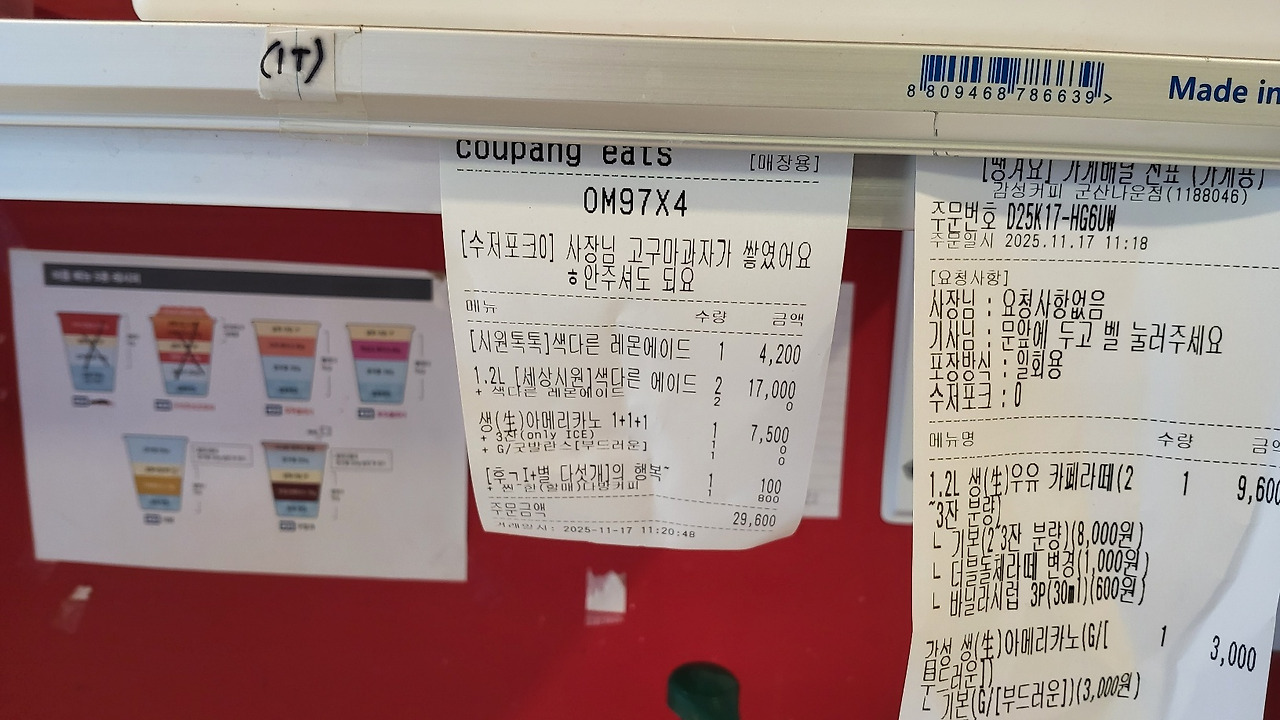 (1T)
8 809468 786639 >
Made in
coupang eats [매장용]
0M97X4
[수저포크0] 사장님 고구마과자가 쌓였어요
ㅎ안주셔도 되요
메뉴 수량 금액
[시원톡톡]색다른 레몬에이드 1 4,200
1.2L [세상시원]색다른 에이드 2 17,000
+ 색다른 레몬에이드 2 0
생(生)아메리카노 1+1+1 1 7,500
+ 3잔(only ICE) 1 0
+ G/굿밸런스[부드러운] 1 0
[후ㄱI+별 다섯개]의 행복~ 1 100
1 800
주문금액 29,600
거래일시 : 2025-11-17 11:20:48
[땡겨요] 가게배달 전표 (가게용)
감성커피 군산나운점(1188046)
주문번호 D25K17-HG6UW
주문일시 2025.11.17 11:18
[요청사항]
사장님 : 요청사항없음
기사님 : 문앞에 두고 벨 눌러주세요
포장방식 : 일회용
수저포크 : 0
메뉴명 수량
1.2L 생(生)우유 카페라떼(2 1 9,600
~3잔 분량)
└ 기본(2~3잔 분량)(8,000원)
└ 더블돌체라떼 변경(1,000원)
└ 바닐라시럽 3P(30ml)(600원)
감성 생(生)아메리카노(G/[ 1 3,000
부드러운])
└ 기본(G/[부드러운])(3,000원)